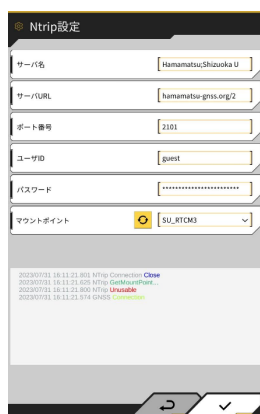 Ntrip設定
サーバ名 Hamamatsu;Shizuoka U
サーバURL hamamatsu-gnss.org/2
ポート番号 2101
ユーザID guest
パスワード ************************
マウントポイント SU_RTCM3
2023/07/31 18:11:21.801 NTrip Connection Close
2023/07/31 16:11:21.625 NTrip GetMountPoint...
2023/07/31 16:11:21.800 NTrip Unusable
2023/07/31 16:11:21.574 GNSS Connection